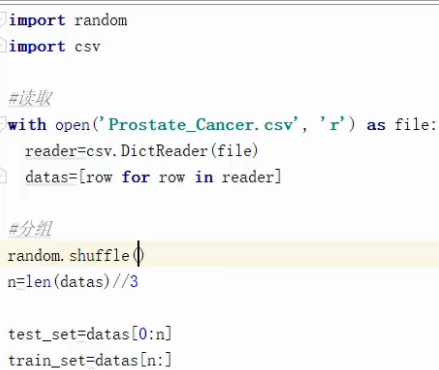 import random
import csv
#读取
with open('Prostate_Cancer.csv', 'r') as file:
reader=csv.DictReader(file)
datas=[row for row in reader]
#分组
random.shuffle()
n=len(datas)//3
test_set=datas[0:n]
train_set=datas[n:]